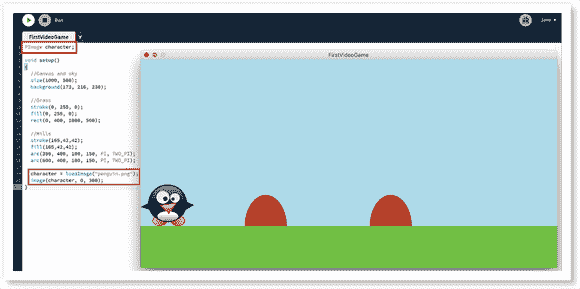 Run
Java
FirstVideoGame
PImage character;
void setup()
{
//Canvas and sky
size(1000, 500);
background(173, 216, 230);
//Grass
stroke(0, 250, 0);
fill(0, 250, 0);
rect(0, 400, 1000, 500);
//Hills
stroke(165,42,42);
fill(165,42,42);
arc(300, 400, 100, 150, PI, TWO_PI);
arc(600, 400, 100, 150, PI, TWO_PI);
character = loadImage("penguin.png");
image(character, 0, 300);
}
FirstVideoGame